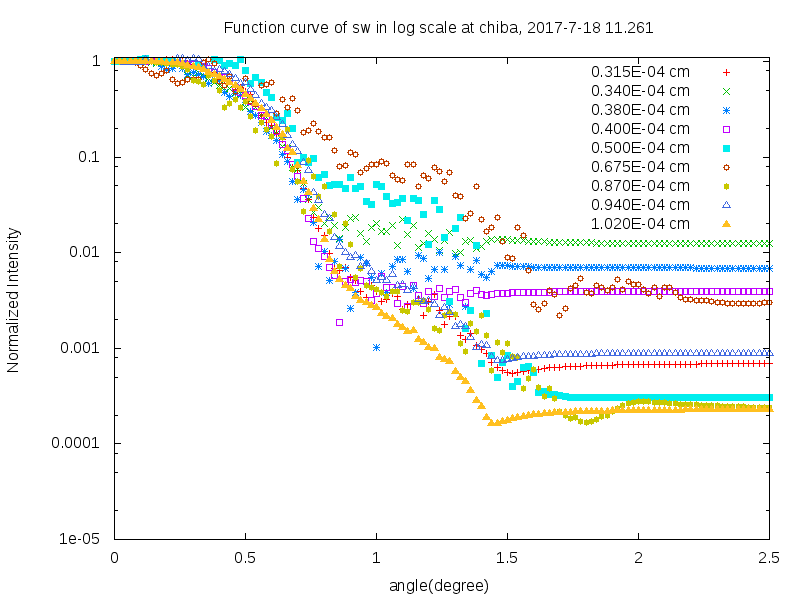 Function curve of sw in log scale at chiba, 2017-7-18 11.261
1
0.1
0.01
0.001
0.0001
1e-05
Normalized Intensity
0.315E-04 cm
0.340E-04 cm
0.380E-04 cm
0.400E-04 cm
0.500E-04 cm
0.675E-04 cm
0.870E-04 cm
0.940E-04 cm
1.020E-04 cm
0 0.5 1 1.5 2 2.5
angle(degree)